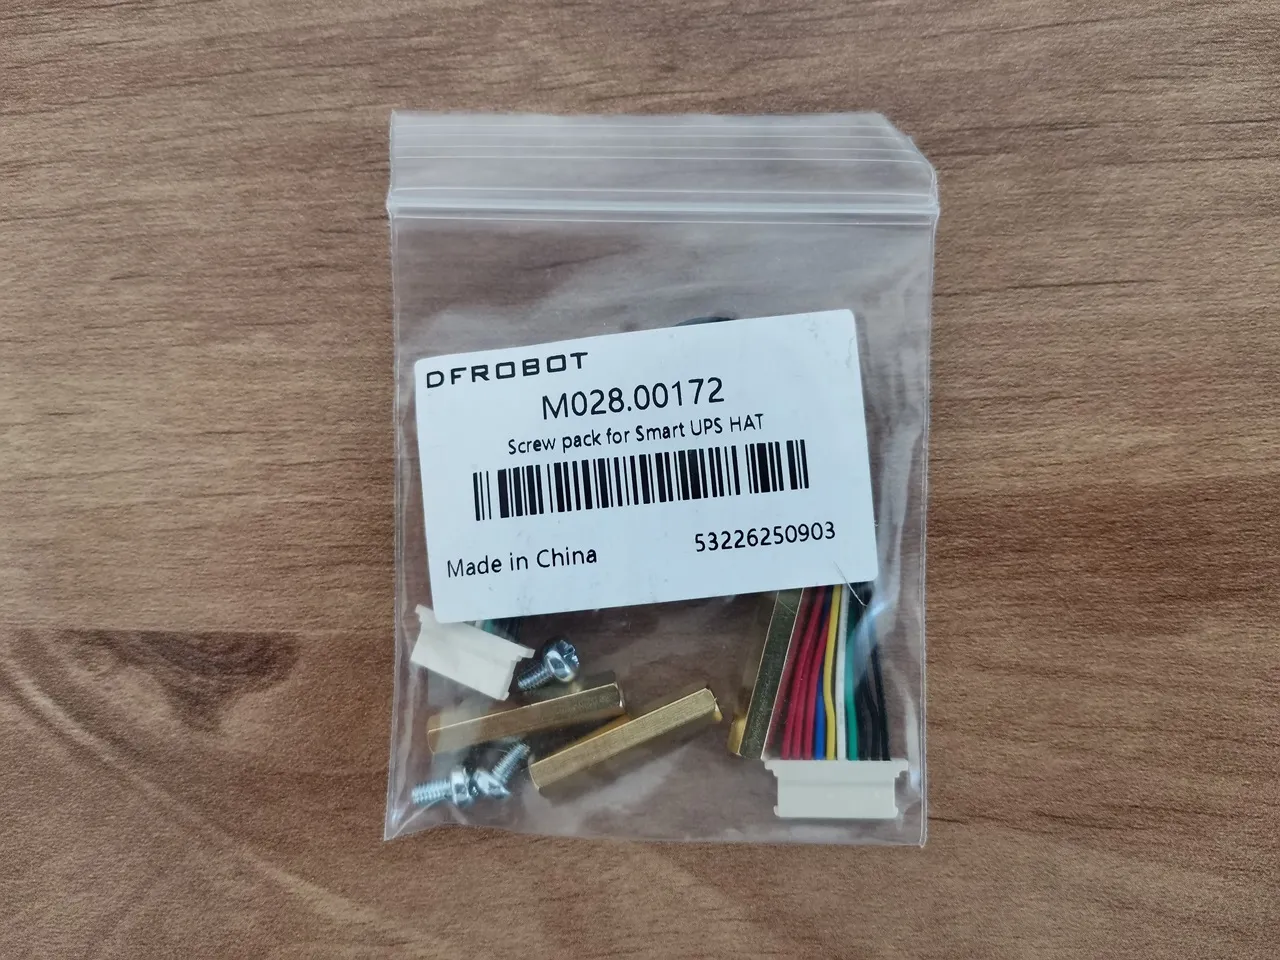 DFROBOT
M028.00172
Screw pack for Smart UPS HAT
Made in China
53226250903